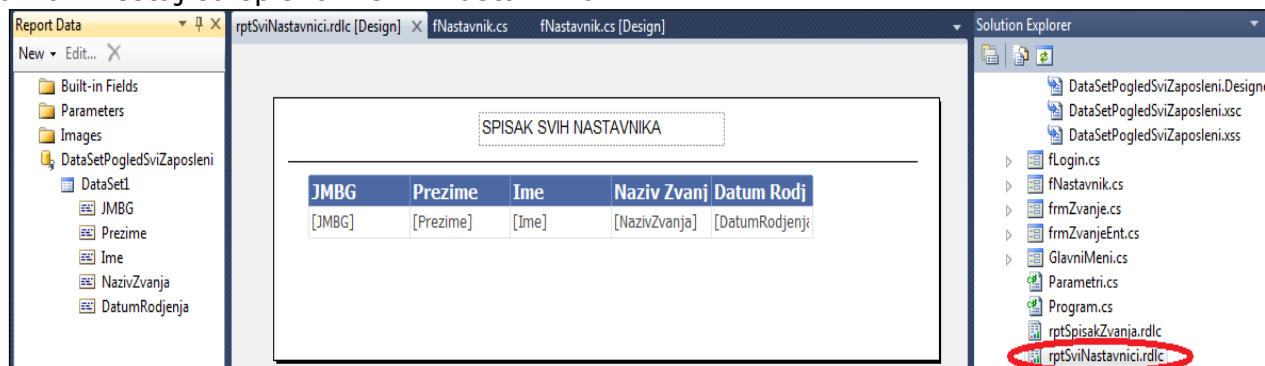 Report Data
New Edit...
Built-in Fields
Parameters
Images
DataSetPogledSviZaposleni
DataSet1
JMBG
Prezime
Ime
NazivZvanja
DatumRodjenja
rptSviNastavnici.rdlc [Design] fNastavnik.cs fNastavnik.cs [Design]
SPISAK SVIH NASTAVNIKA
JMBG Prezime Ime Naziv Zvanj Datum Rodj
[JMBG] [Prezime] [Ime] [NazivZvanja] [DatumRodjenja
Solution Explorer
DataSetPogledSviZaposleni.Designe
DataSetPogledSviZaposleni.xsc
DataSetPogledSviZaposleni.xss
fLogin.cs
fNastavnik.cs
frmZvanje.cs
frmZvanjeEnt.cs
GlavniMeni.cs
Parametri.cs
Program.cs
rptSpisakZvanja.rdlc
rptSviNastavnici.rdlc